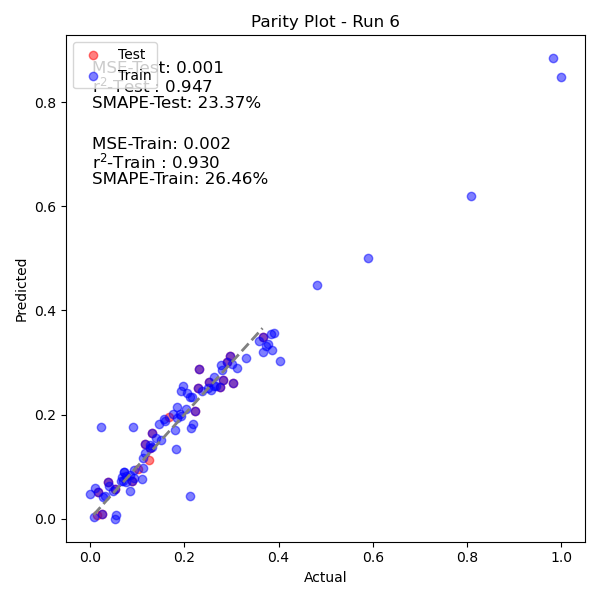 Parity Plot - Run 6
Test
Train
MSE-Test: 0.001
r²-Test : 0.947
SMAPE-Test: 23.37%
MSE-Train: 0.002
r²-Train : 0.930
SMAPE-Train: 26.46%
Predicted
0.8
0.6
0.4
0.2
0.0
0.0 0.2 0.4 0.6 0.8 1.0
Actual